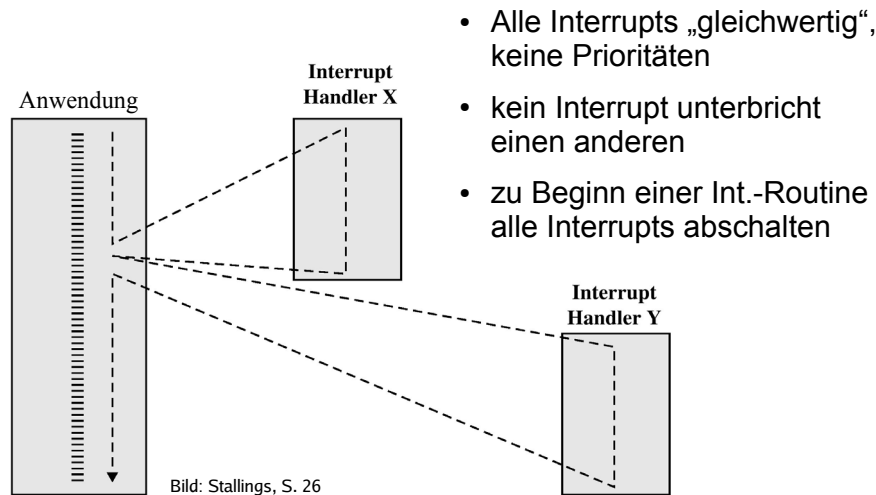 • Alle Interrupts „gleichwertig“,
keine Prioritäten
• kein Interrupt unterbricht
einen anderen
• zu Beginn einer Int.-Routine
alle Interrupts abschalten
Anwendung
Interrupt
Handler X
Interrupt
Handler Y
Bild: Stallings, S. 26